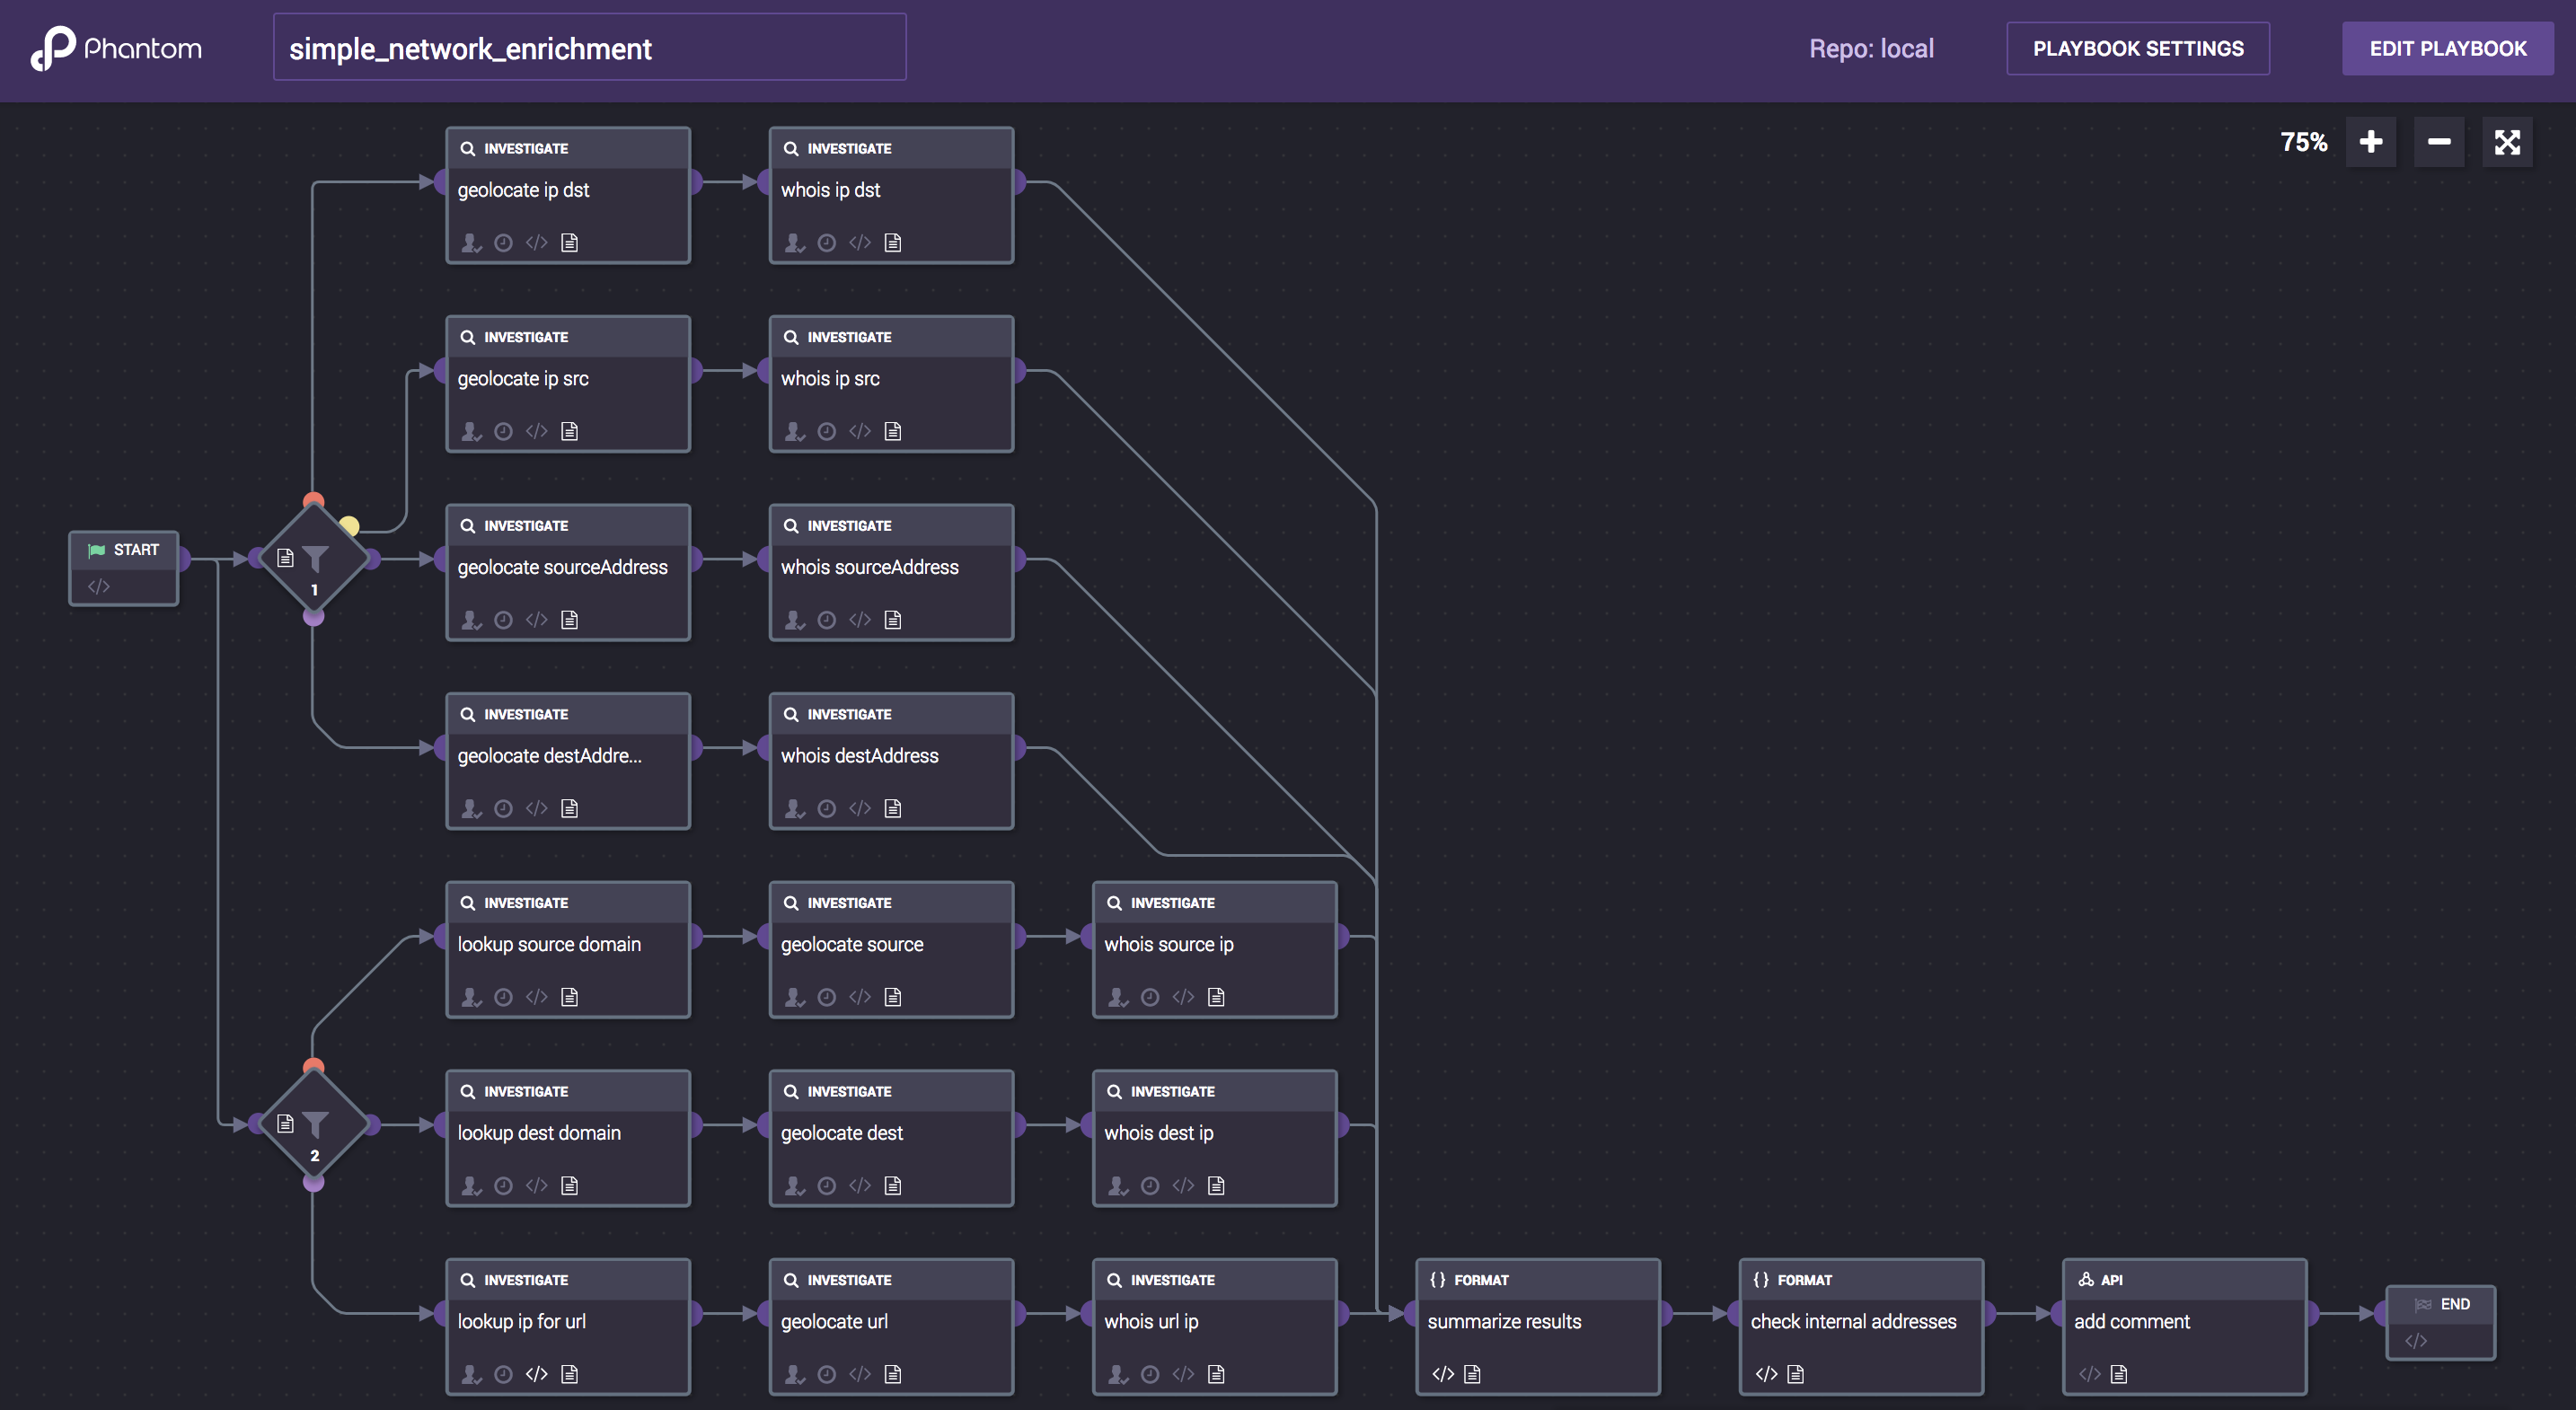 Phantom
simple_network_enrichment
Repo: local
PLAYBOOK SETTINGS
EDIT PLAYBOOK
75%
INVESTIGATE
geolocate ip dst
INVESTIGATE
whois ip dst
INVESTIGATE
geolocate ip src
INVESTIGATE
whois ip src
START
1
INVESTIGATE
geolocate sourceAddress
INVESTIGATE
whois sourceAddress
INVESTIGATE
geolocate destAddre...
INVESTIGATE
whois destAddress
INVESTIGATE
lookup source domain
INVESTIGATE
geolocate source
INVESTIGATE
whois source ip
2
INVESTIGATE
lookup dest domain
INVESTIGATE
geolocate dest
INVESTIGATE
whois dest ip
INVESTIGATE
lookup ip for url
INVESTIGATE
geolocate url
INVESTIGATE
whois url ip
FORMAT
summarize results
FORMAT
check internal addresses
API
add comment
END